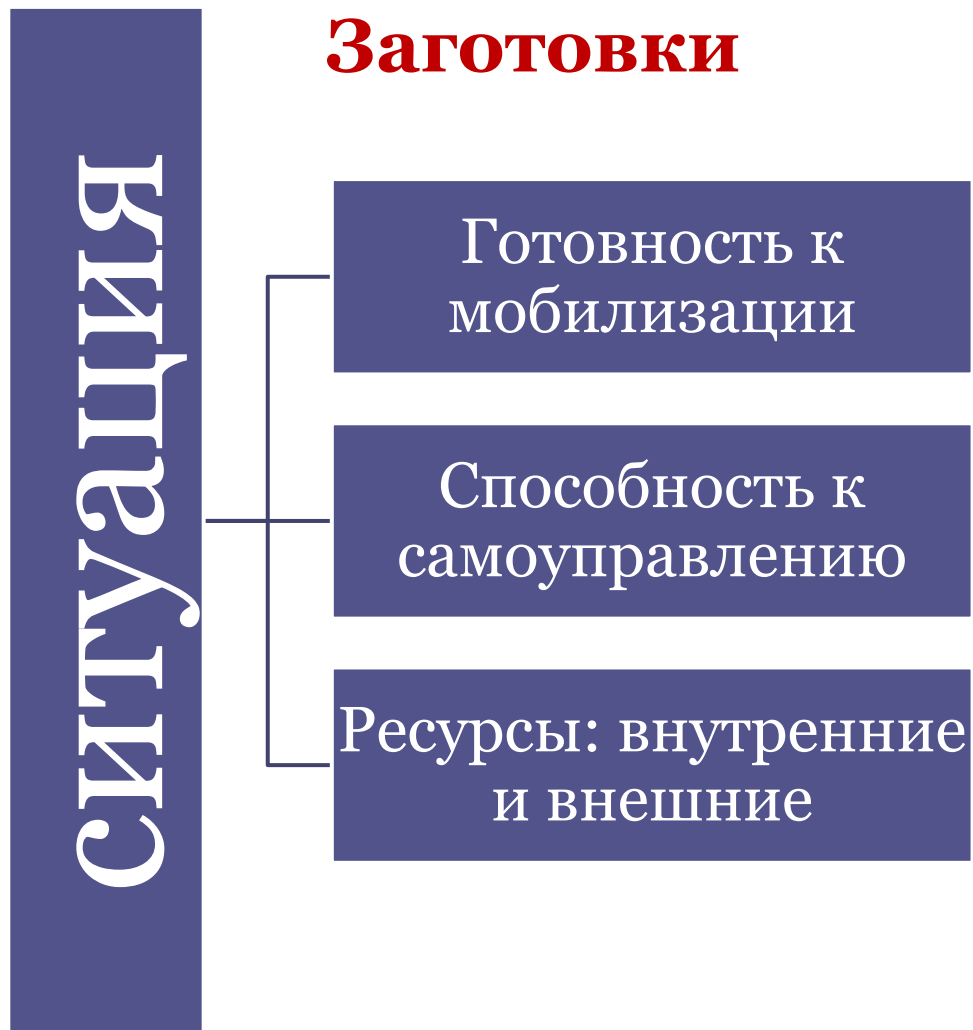 Заготовки
ситуация
Готовность к
мобилизации
Способность к
самоуправлению
Ресурсы: внутренние
и внешние